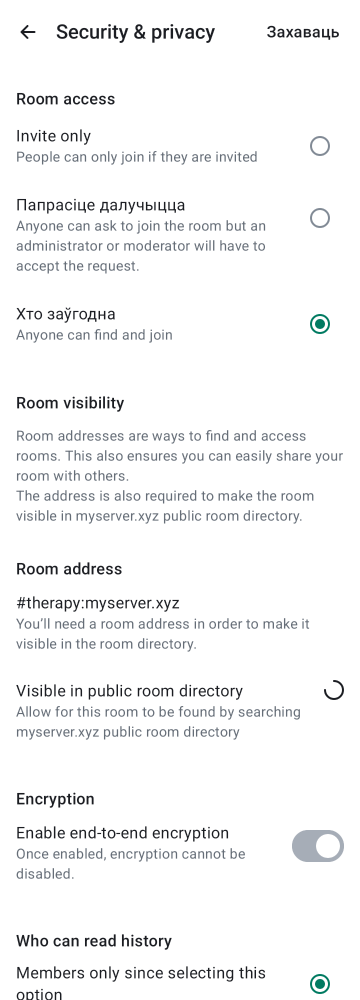 Security & privacy
Захаваць
Room access
Invite only
People can only join if they are invited
Папрасіце далучыцца
Anyone can ask to join the room but an
administrator or moderator will have to
accept the request.
Хто заўгодна
Anyone can find and join
Room visibility
Room addresses are ways to find and access
rooms. This also ensures you can easily share your
room with others.
The address is also required to make the room
visible in myserver.xyz public room directory.
Room address
#therapy:myserver.xyz
You’ll need a room address in order to make it
visible in the room directory.
Visible in public room directory
Allow for this room to be found by searching
myserver.xyz public room directory
Encryption
Enable end-to-end encryption
Once enabled, encryption cannot be
disabled.
Who can read history
Members only since selecting this
option